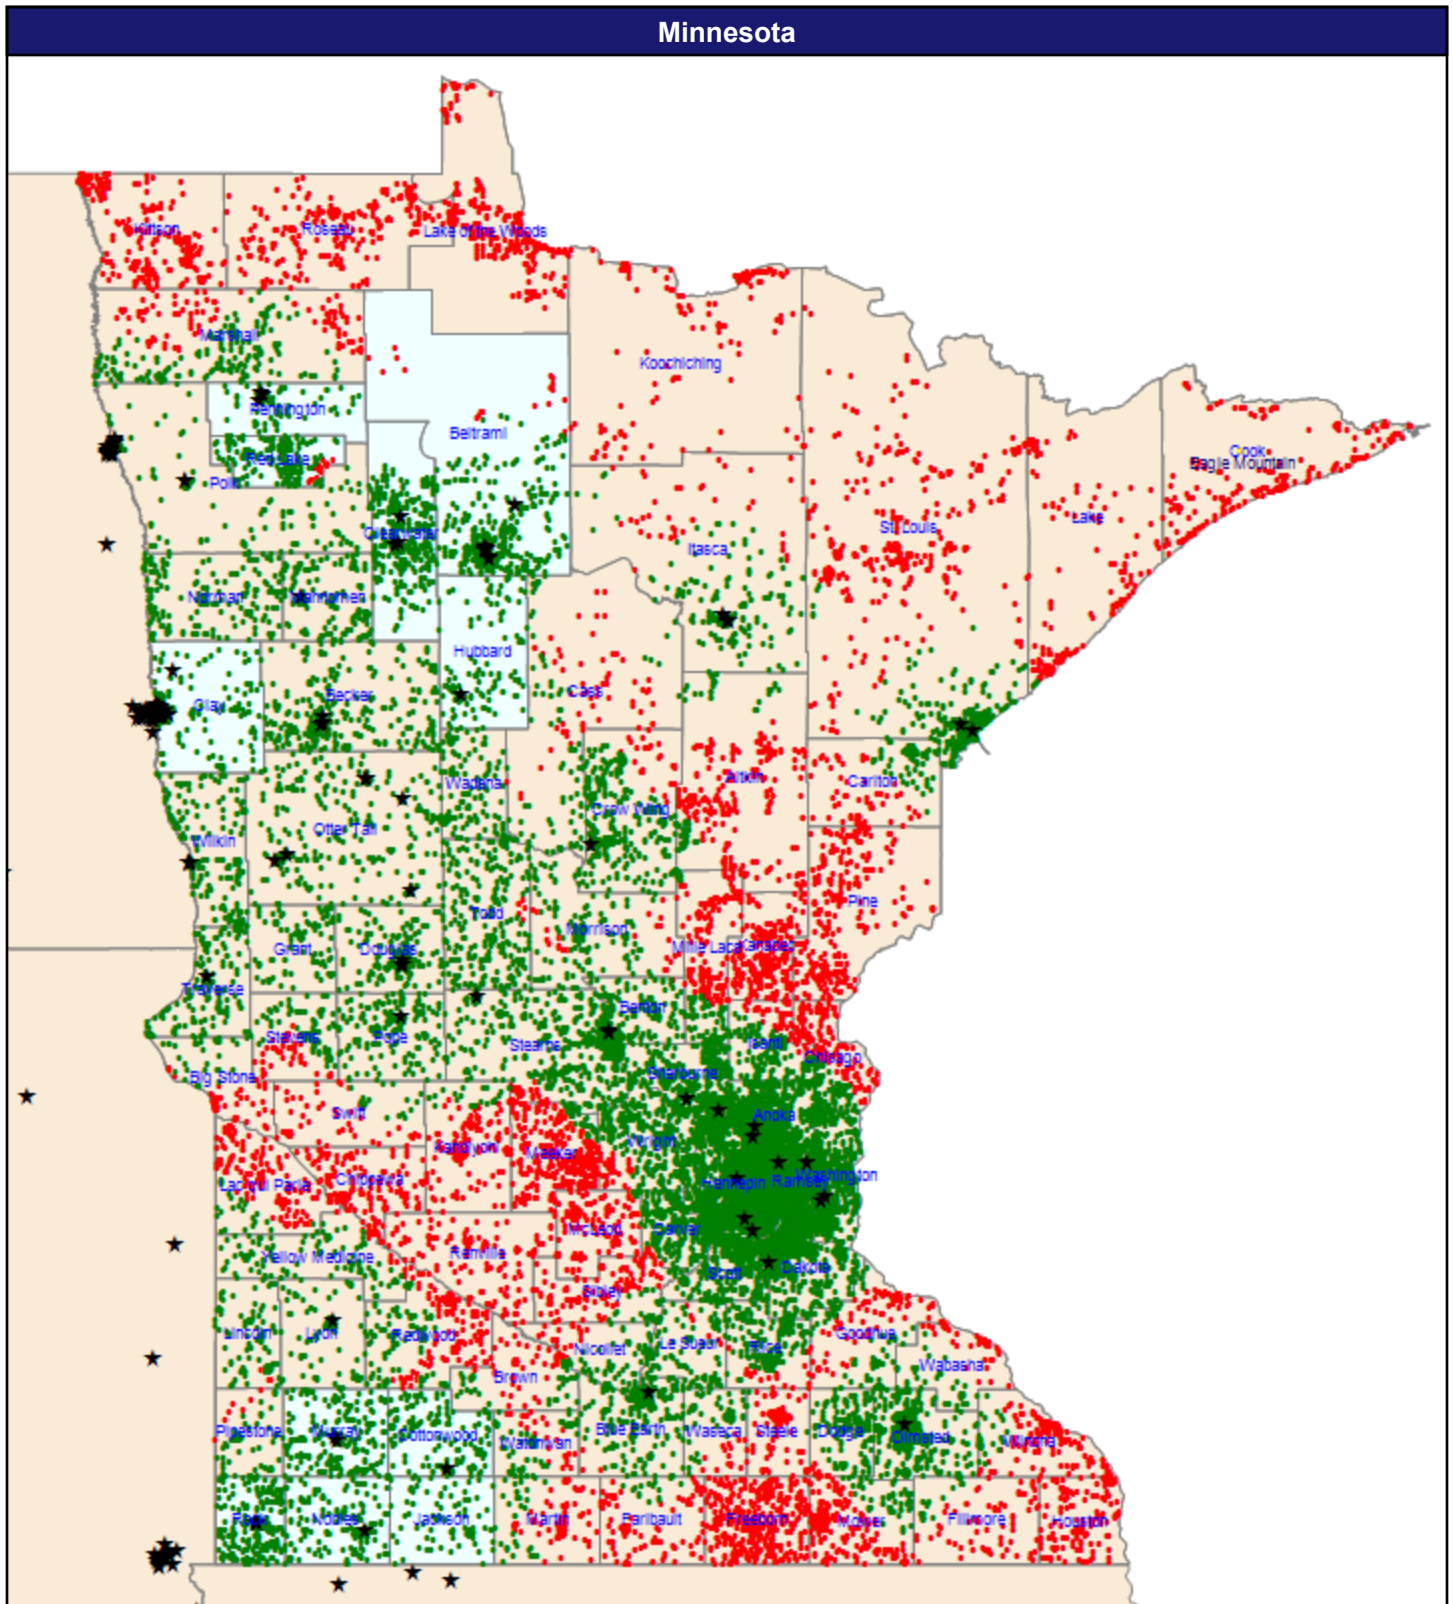 Minnesota
Kittson
Roseau
Lake of the Woods
Marshall
Koochiching
Pennington
Beltrami
Cook
Eagle Mountain
Red Lake
Polk
Lake
St. Louis
Clearwater
Itasca
Norman
Mahnomen
Hubbard
Cass
Becker
Clay
Aitkin
Carlton
Wadena
Crow Wing
Otter Tail
Wilkin
Pine
Todd
Morrison
Grant
Douglas
Mille Lacs
Kanabec
Traverse
Benton
Stevens
Pope
Stearns
Isanti
Chisago
Big Stone
Sherburne
Swift
Anoka
Kandiyohi
Meeker
Wright
Washington
Lac qui Parle
Chippewa
Hennepin
Ramsey
McLeod
Carver
Renville
Yellow Medicine
Scott
Dakota
Sibley
Lincoln
Lyon
Redwood
Nicollet
Le Sueur
Rice
Goodhue
Wabasha
Brown
Pipestone
Murray
Cottonwood
Watonwan
Blue Earth
Waseca
Steele
Dodge
Olmsted
Winona
Rock
Nobles
Jackson
Martin
Faribault
Freeborn
Mower
Fillmore
Houston